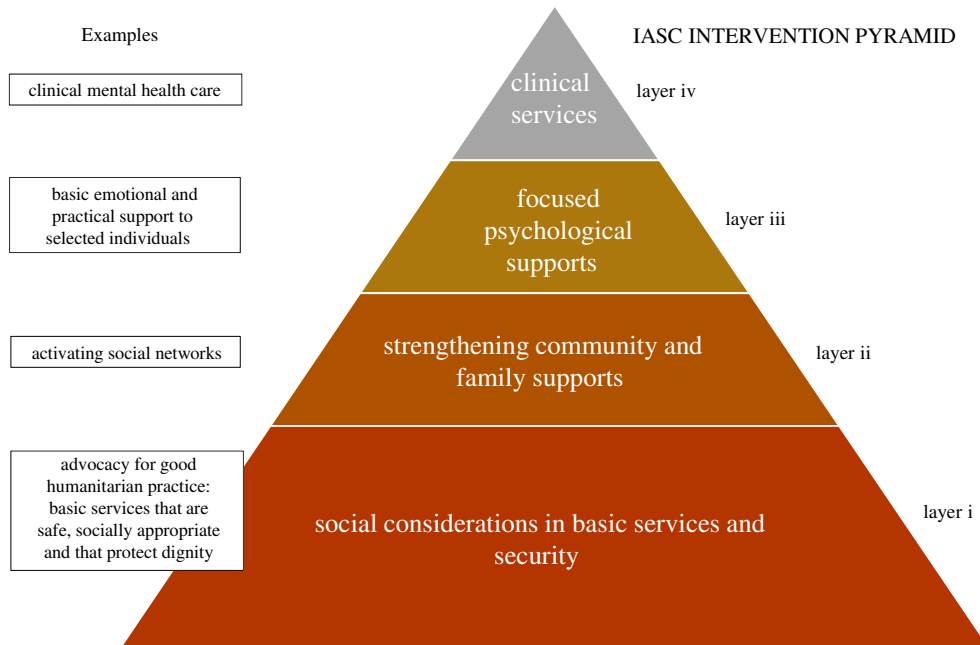 Examples
IASC INTERVENTION PYRAMID
clinical mental health care
clinical
services
layer iv
basic emotional and
practical support to
selected individuals
focused
psychological
supports
layer iii
activating social networks
strengthening community and
family supports
layer ii
advocacy for good
humanitarian practice:
basic services that are
safe, socially appropriate
and that protect dignity
social considerations in basic services and
security
layer i